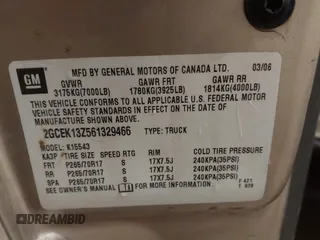 GM
MFD BY GENERAL MOTORS OF CANADA LTD. 03/06
GVWR GAWR FRT GAWR RR
3175KG(7000LB) 1780KG(3925LB) 1814KG(4000LB)
THIS VEHICLE CONFORMS TO ALL APPLICABLE U.S. FEDERAL MOTOR
VEHICLE SAFETY STANDARDS IN EFFECT ON THE DATE OF
MANUFACTURE SHOWN ABOVE.
2GCEK13Z561329466 TYPE: TRUCK
MODEL: K15543
KA3P TIRE SIZE SPEED RTG RIM COLD TIRE PRESSURE
FRT P265/70R17 S 17X7.5J 240KPA(35PSI)
RR P265/70R17 S 17X7.5J 240KPA(35PSI)
SPA P265/70R17 S 17X7.5J 240KPA(35PSI)
SEE OWNER'S MANUAL FOR MORE INFORMATION.
DREAMBID